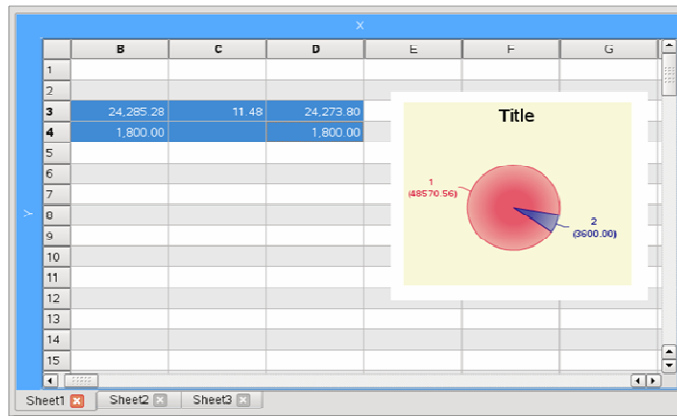 X
B C D E F G
1
2
3 24,285.28 11.48 24,273.80
4 1,800.00 1,800.00
Title
5
6
7
1
(48570.56)
Y
8
2
(3600.00)
9
10
11
12
13
14
15
Sheet1 Sheet2 Sheet3